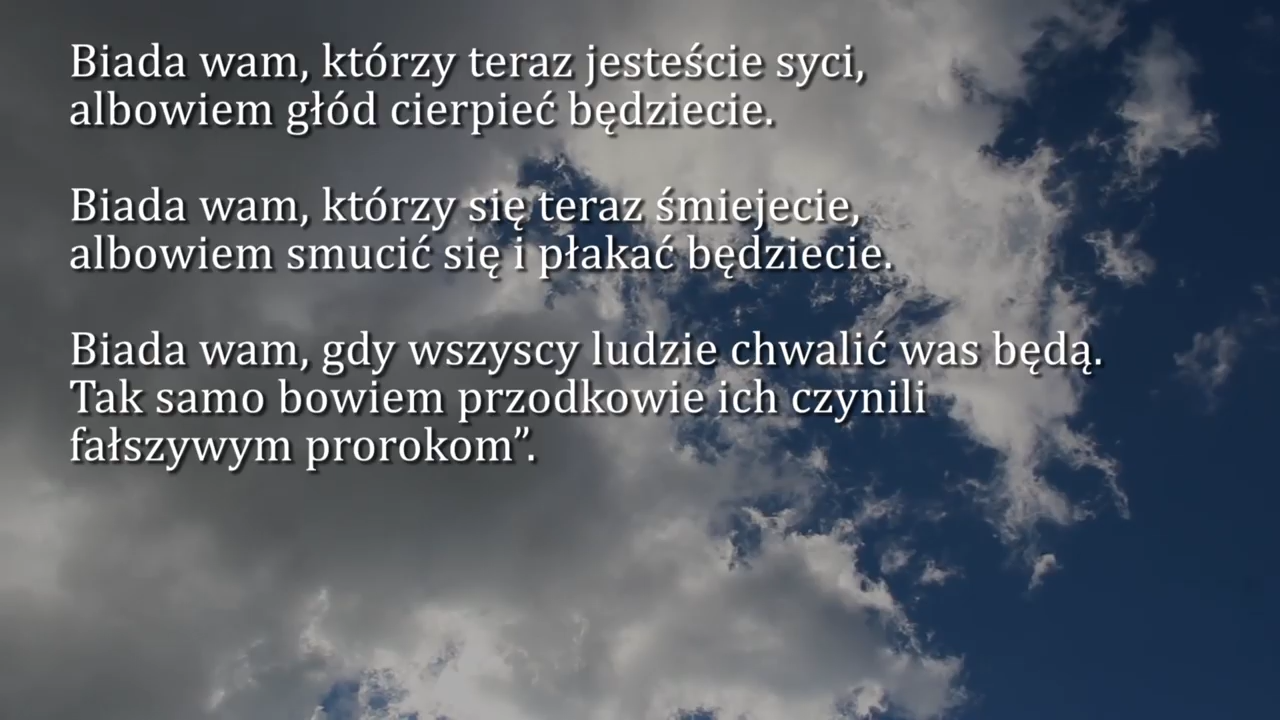 Biada wam, którzy teraz jesteście syci,
albowiem głód cierpieć będziecie.
Biada wam, którzy się teraz śmiejecie,
albowiem smucić się i płakać będziecie.
Biada wam, gdy wszyscy ludzie chwalić was będą.
Tak samo bowiem przodkowie ich czynili
fałszywym prorokom”.